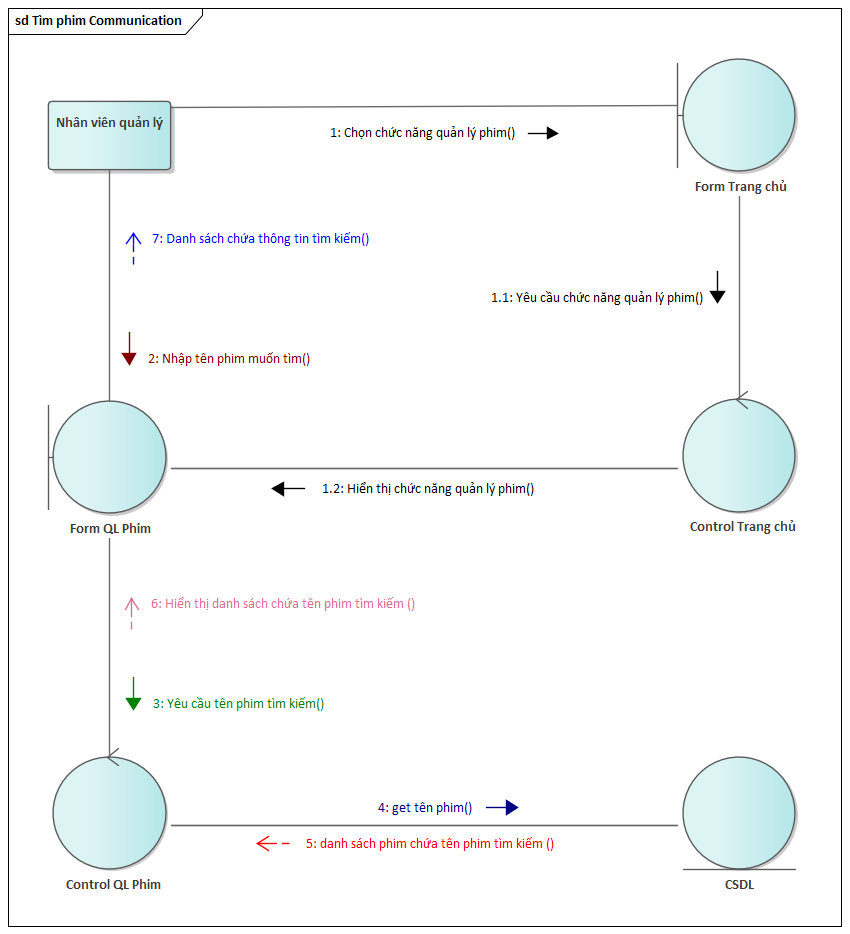 sd Tìm phim Communication
Nhân viên quản lý
1: Chọn chức năng quản lý phim()
Form Trang chủ
7: Danh sách chứa thông tin tìm kiếm()
1.1: Yêu cầu chức năng quản lý phim()
2: Nhập tên phim muốn tìm()
1.2: Hiển thị chức năng quản lý phim()
Form QL Phim
Control Trang chủ
6: Hiển thị danh sách chứa tên phim tìm kiếm ()
3: Yêu cầu tên phim tìm kiếm()
4: get tên phim()
5: danh sách phim chứa tên phim tìm kiếm ()
Control QL Phim
CSDL